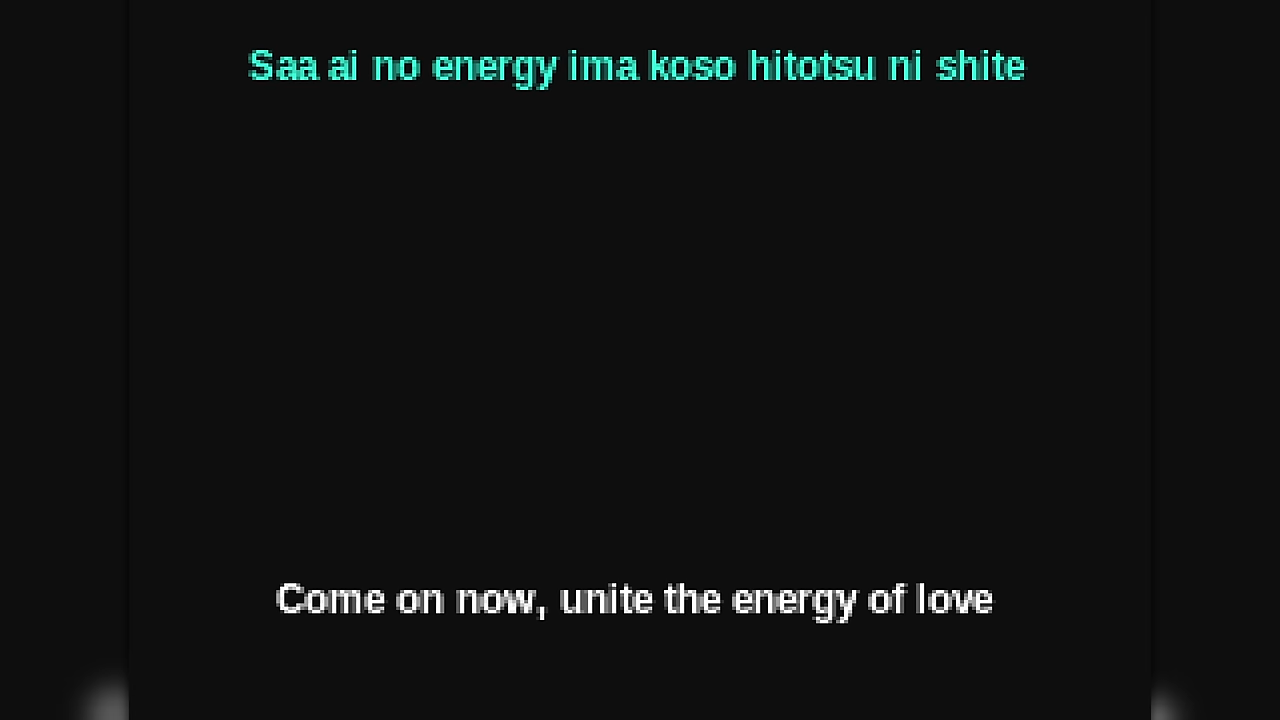 Saa ai no energy ima koso hitotsu ni shite
Come on now, unite the energy of love